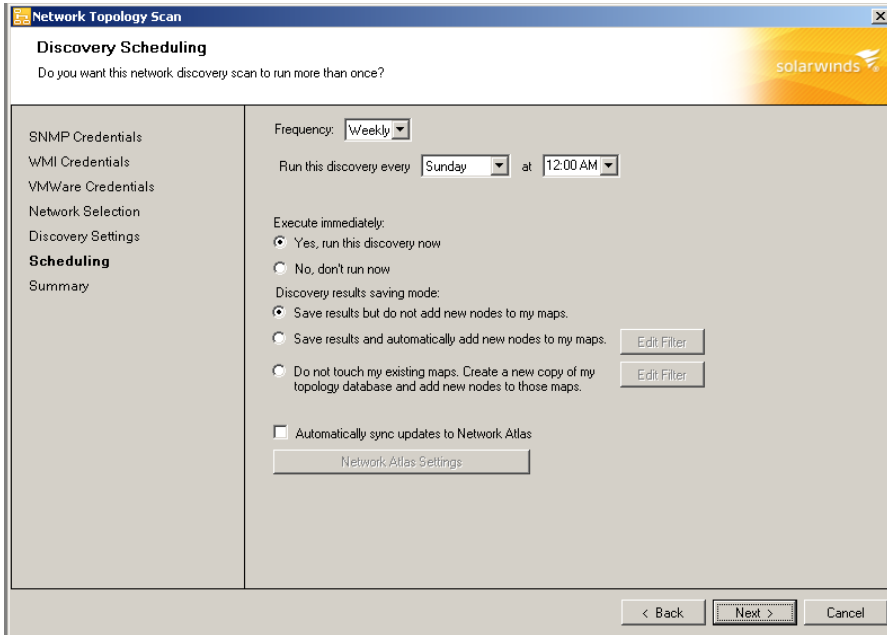 Network Topology Scan
Discovery Scheduling
Do you want this network discovery scan to run more than once?
solarwinds
SNMP Credentials
WMI Credentials
VMWare Credentials
Network Selection
Discovery Settings
Scheduling
Summary
Frequency: Weekly
Run this discovery every Sunday at 12:00 AM
Execute immediately:
Yes, run this discovery now
No, don't run now
Discovery results saving mode:
Save results but do not add new nodes to my maps.
Save results and automatically add new nodes to my maps. Edit Filter
Do not touch my existing maps. Create a new copy of my Edit Filter
topology database and add new nodes to those maps.
Automatically sync updates to Network Atlas
Network Atlas Settings
< Back Next > Cancel